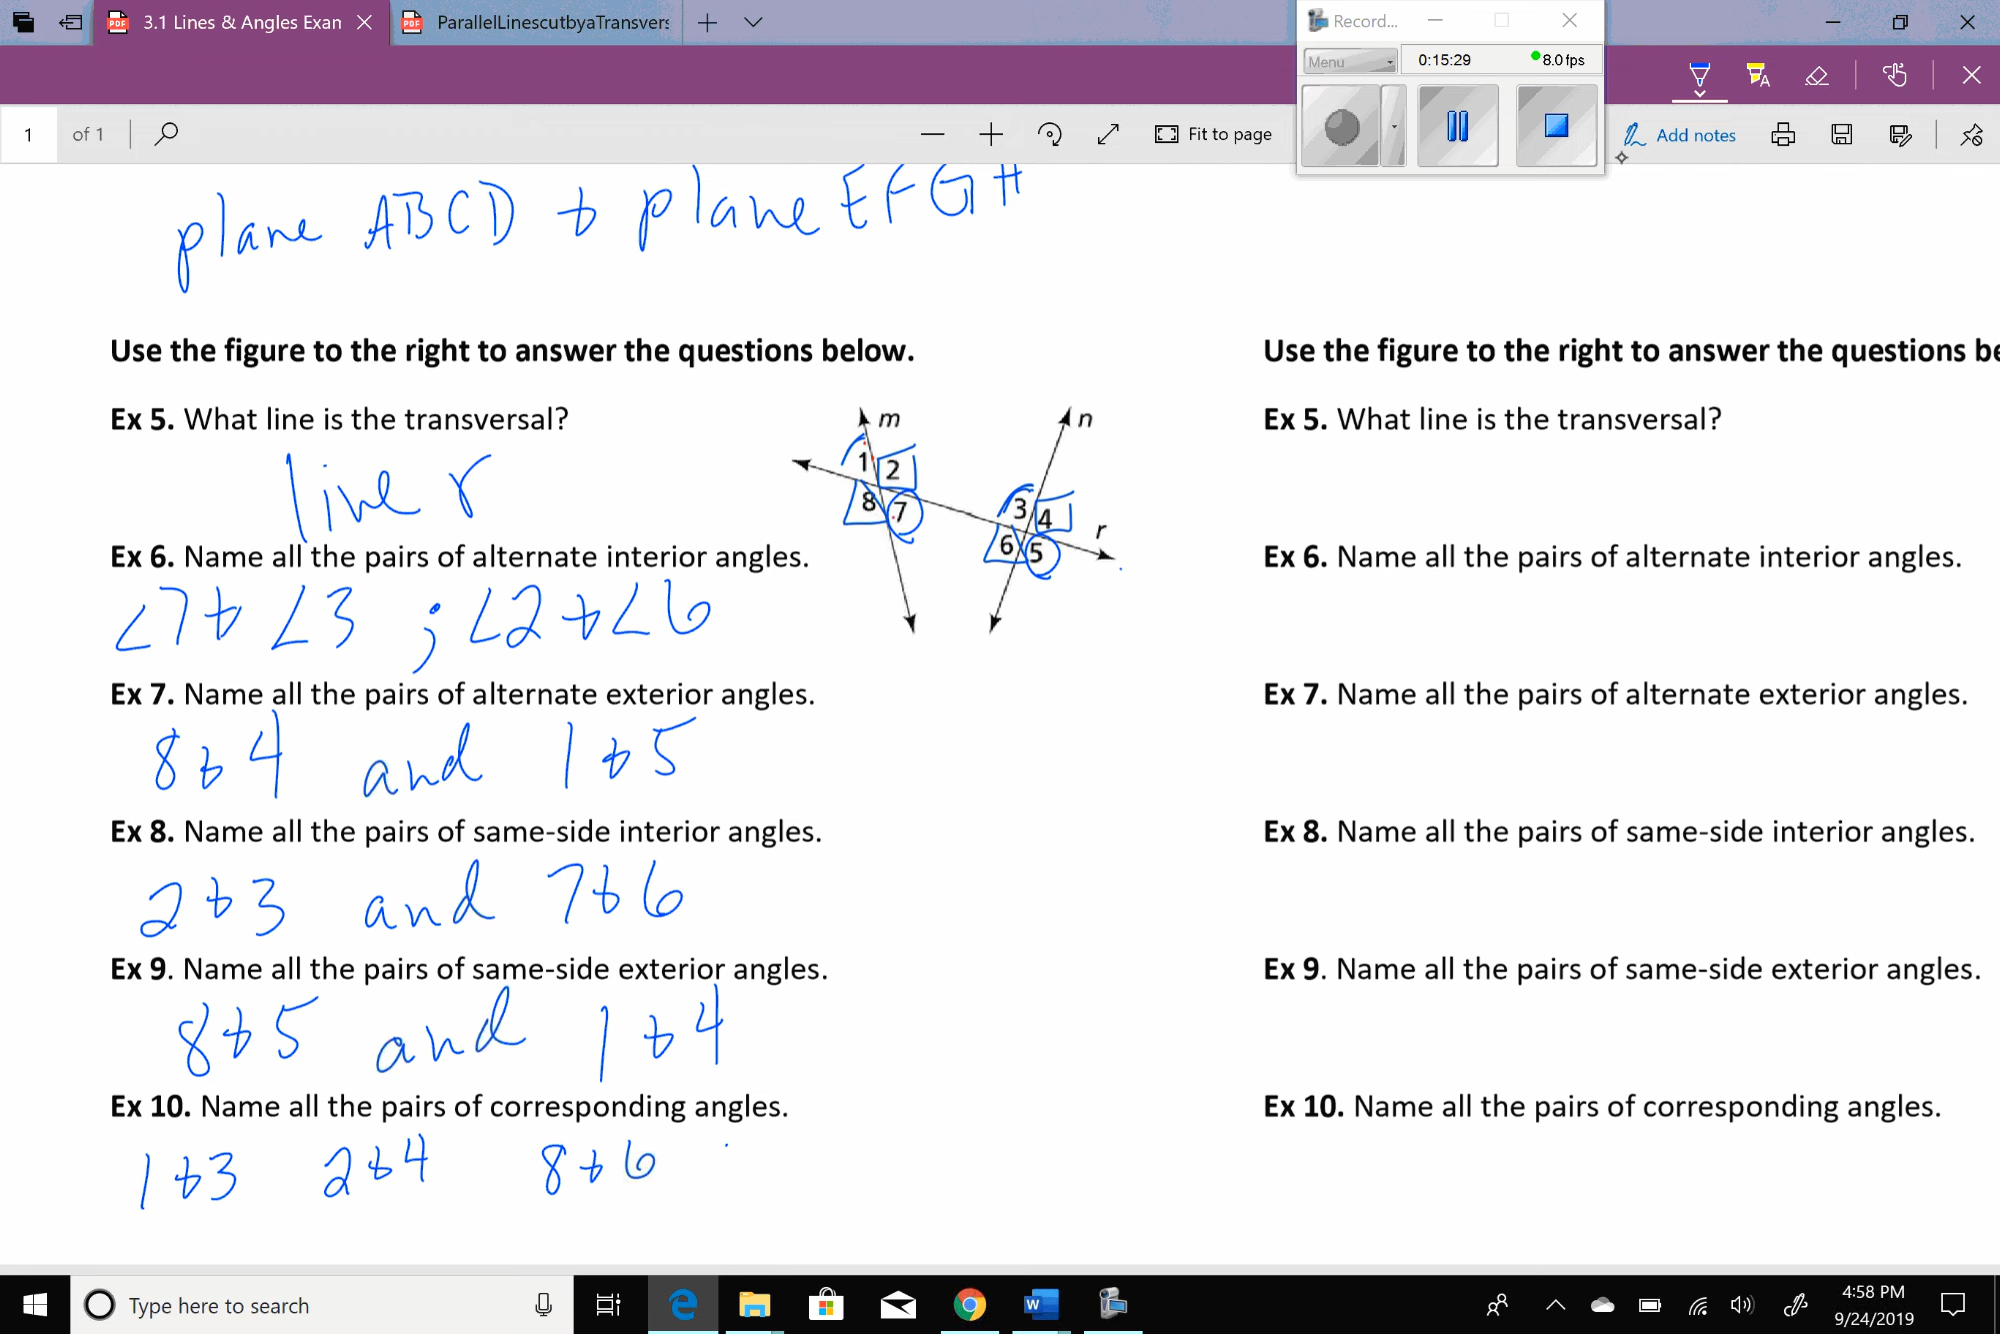 3.1 Lines & Angles Exan
ParallelLinescutbyaTransvers
Record...
Menu
0:15:29
8.0 fps
1 of 1
Fit to page
Add notes
plane ABCD & plane EFGH
Use the figure to the right to answer the questions below.
Ex 5. What line is the transversal?
line r
Ex 6. Name all the pairs of alternate interior angles.
∠7 & ∠3 ; ∠2 & ∠6
Ex 7. Name all the pairs of alternate exterior angles.
8 & 4 and 1 & 5
Ex 8. Name all the pairs of same-side interior angles.
2 & 3 and 7 & 6
Ex 9. Name all the pairs of same-side exterior angles.
8 & 5 and 1 & 4
Ex 10. Name all the pairs of corresponding angles.
1 & 3 2 & 4 8 & 6
m
n
1 2
8 7
3 4
6 5
r
Use the figure to the right to answer the questions be
Ex 5. What line is the transversal?
Ex 6. Name all the pairs of alternate interior angles.
Ex 7. Name all the pairs of alternate exterior angles.
Ex 8. Name all the pairs of same-side interior angles.
Ex 9. Name all the pairs of same-side exterior angles.
Ex 10. Name all the pairs of corresponding angles.
Type here to search
4:58 PM
9/24/2019